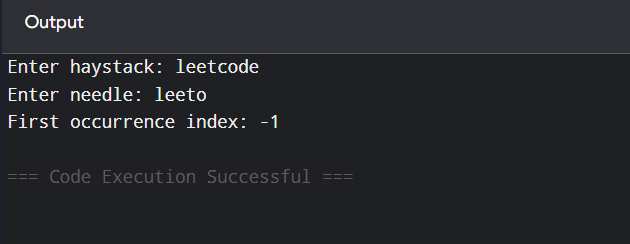 Output
Enter haystack: leetcode
Enter needle: leeto
First occurrence index: -1
=== Code Execution Successful ===